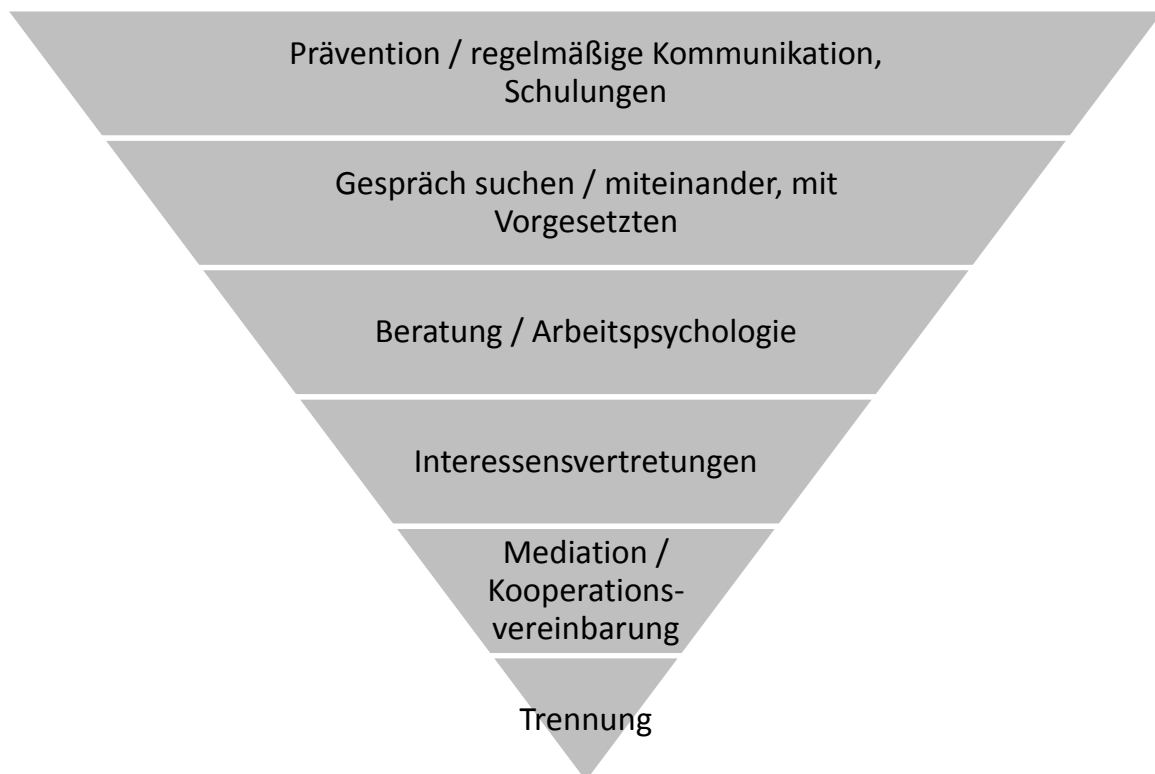 Prävention / regelmäßige Kommunikation,
Schulungen
Gespräch suchen / miteinander, mit
Vorgesetzten
Beratung / Arbeitspsychologie
Interessensvertretungen
Mediation /
Kooperations-
vereinbarung
Trennung